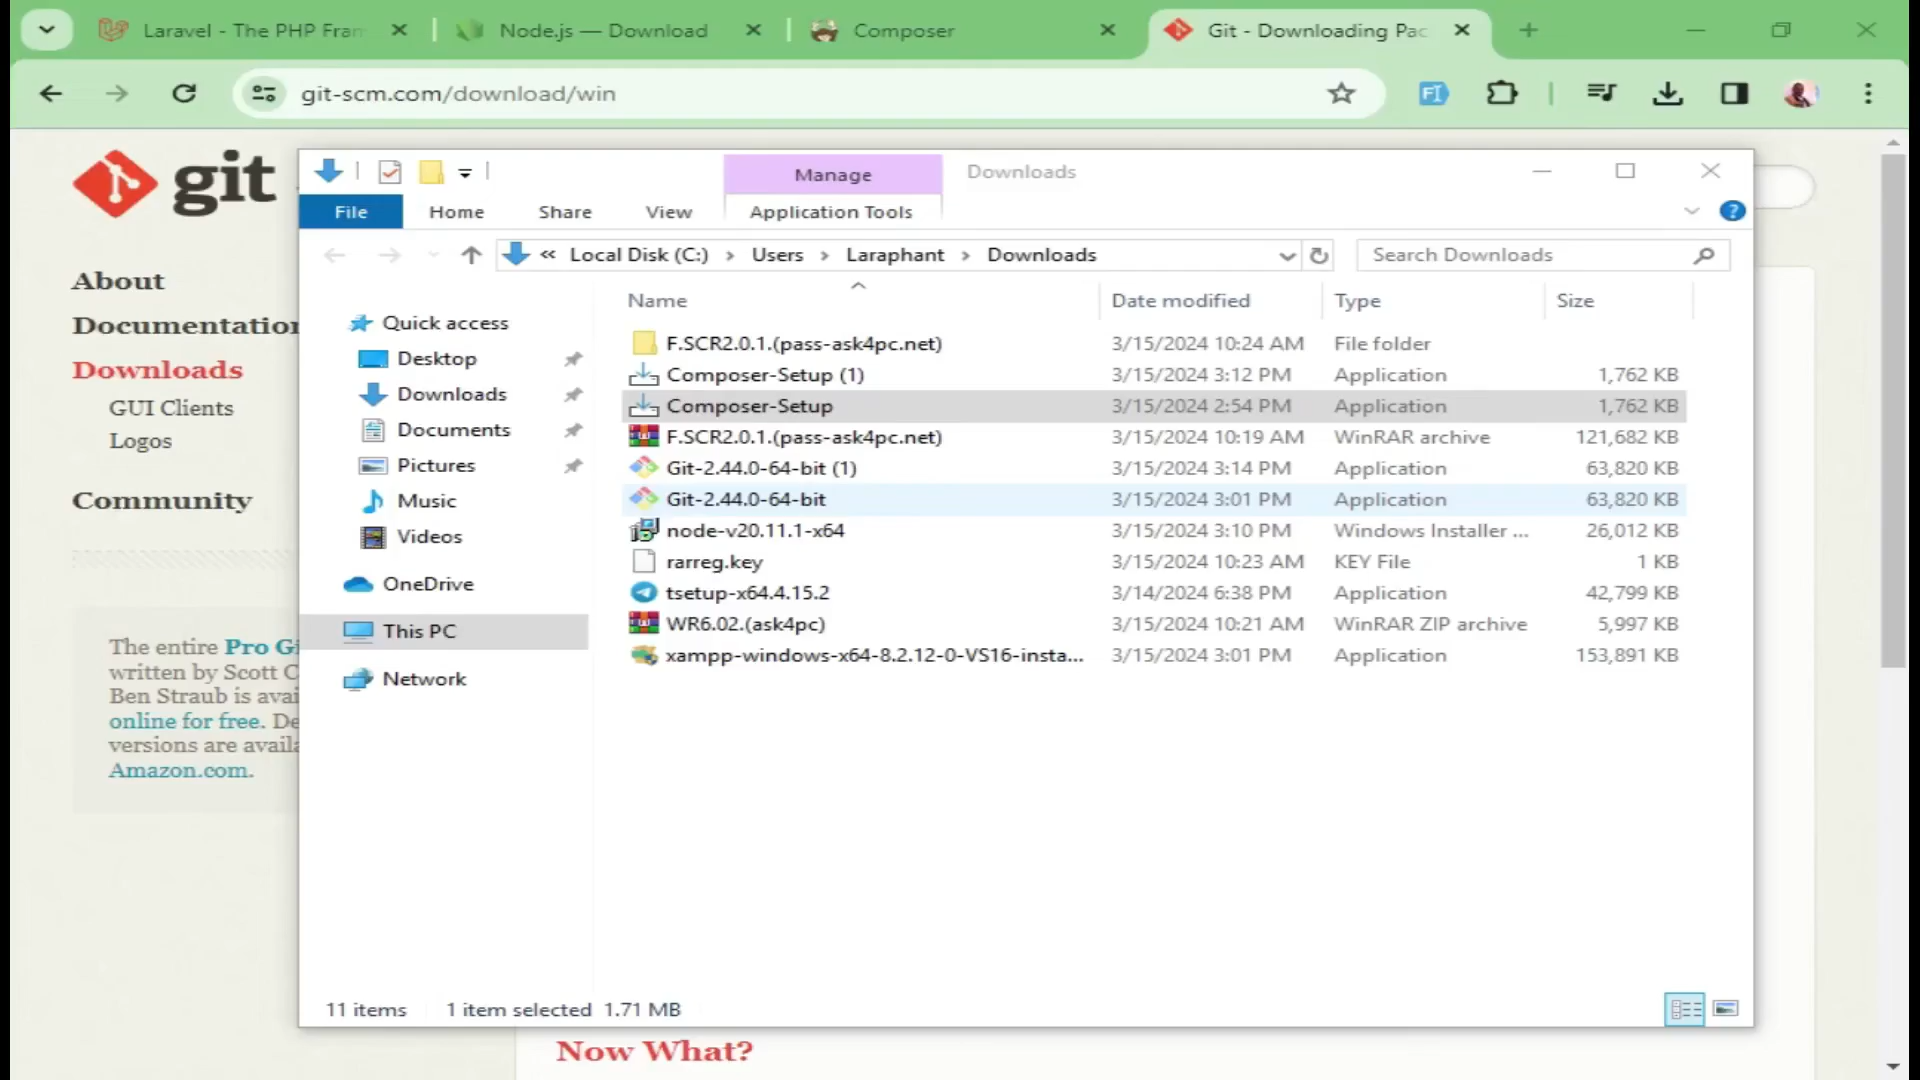 Laravel - The PHP Fran
Node.js — Download
Composer
Git - Downloading Pac
git-scm.com/download/win
git
About
Documentation
Downloads
GUI Clients
Logos
Community
The entire Pro Gi
written by Scott C
Ben Straub is avai
online for free. De
versions are availa
Amazon.com.
Manage
Downloads
File
Home
Share
View
Application Tools
?
« Local Disk (C:) › Users › Laraphant › Downloads
Search Downloads
Quick access
Desktop
Downloads
Documents
Pictures
Music
Videos
OneDrive
This PC
Network
Name Date modified Type Size
F.SCR2.0.1.(pass-ask4pc.net) 3/15/2024 10:24 AM File folder
Composer-Setup (1) 3/15/2024 3:12 PM Application 1,762 KB
Composer-Setup 3/15/2024 2:54 PM Application 1,762 KB
F.SCR2.0.1.(pass-ask4pc.net) 3/15/2024 10:19 AM WinRAR archive 121,682 KB
Git-2.44.0-64-bit (1) 3/15/2024 3:14 PM Application 63,820 KB
Git-2.44.0-64-bit 3/15/2024 3:01 PM Application 63,820 KB
node-v20.11.1-x64 3/15/2024 3:10 PM Windows Installer ... 26,012 KB
rarreg.key 3/15/2024 10:23 AM KEY File 1 KB
tsetup-x64.4.15.2 3/14/2024 6:38 PM Application 42,799 KB
WR6.02.(ask4pc) 3/15/2024 10:21 AM WinRAR ZIP archive 5,997 KB
xampp-windows-x64-8.2.12-0-VS16-insta... 3/15/2024 3:01 PM Application 153,891 KB
11 items 1 item selected 1.71 MB
Now What?